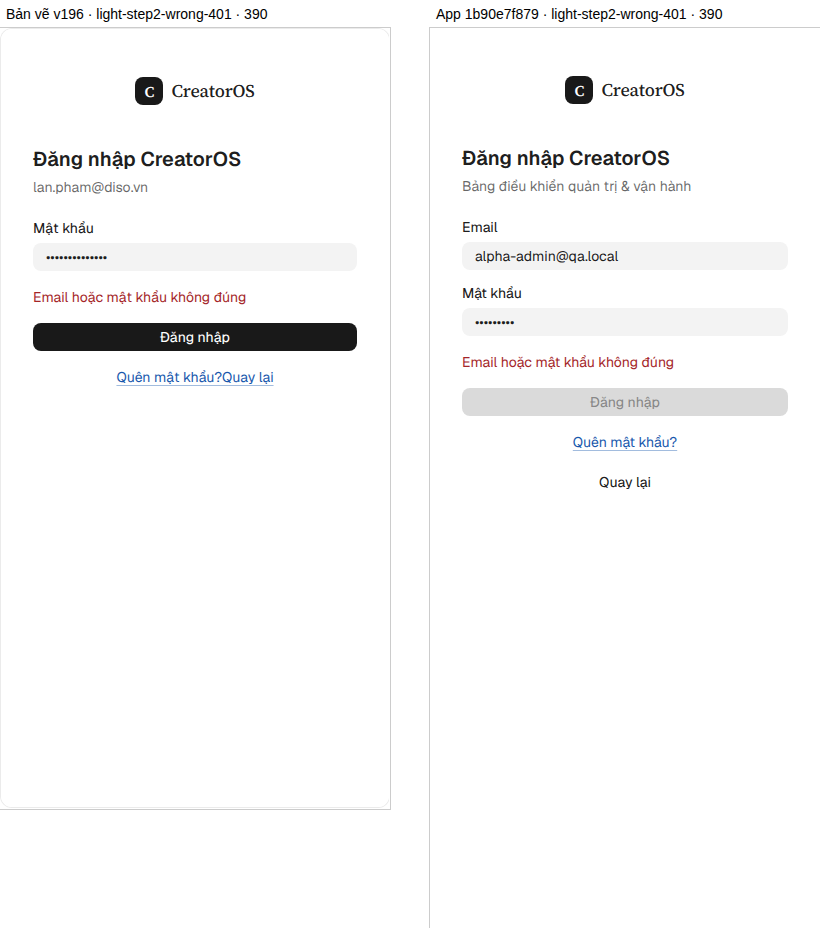 Bản vẽ v196 · light-step2-wrong-401 · 390
C CreatorOS
Đăng nhập CreatorOS
lan.pham@diso.vn
Mật khẩu
••••••••••••••
Email hoặc mật khẩu không đúng
Đăng nhập
Quên mật khẩu?Quay lại
App 1b90e7f879 · light-step2-wrong-401 · 390
C CreatorOS
Đăng nhập CreatorOS
Bảng điều khiển quản trị & vận hành
Email
alpha-admin@qa.local
Mật khẩu
•••••••••
Email hoặc mật khẩu không đúng
Đăng nhập
Quên mật khẩu?
Quay lại